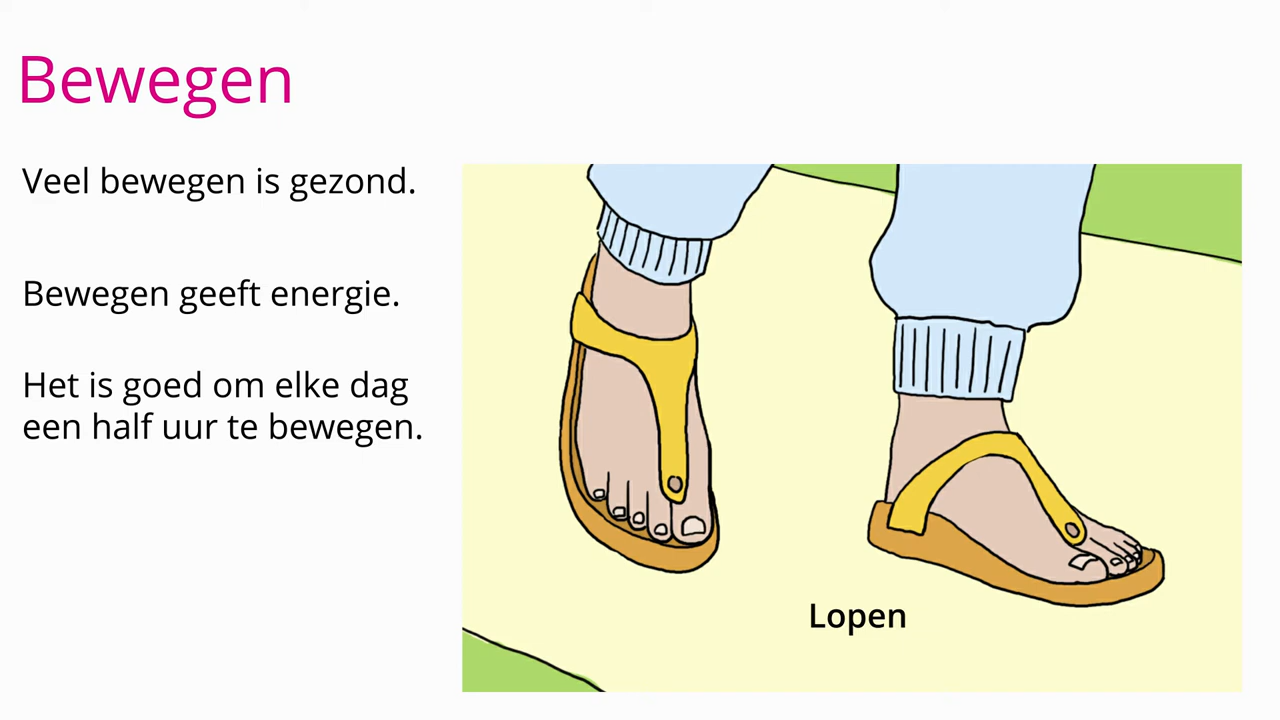 Bewegen
Veel bewegen is gezond.
Bewegen geeft energie.
Het is goed om elke dag
een half uur te bewegen.
Lopen